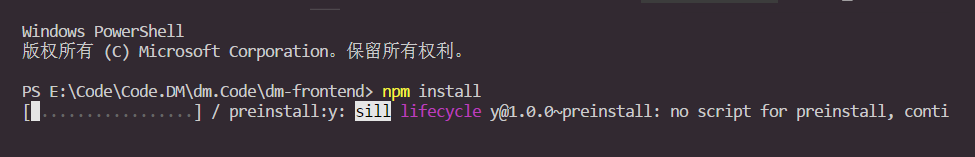 Windows PowerShell
版权所有 (C) Microsoft Corporation。保留所有权利。
PS E:\Code\Code.DM\dm.Code\dm-frontend> npm install
[ .................] / preinstall:y: sill lifecycle y@1.0.0~preinstall: no script for preinstall, conti